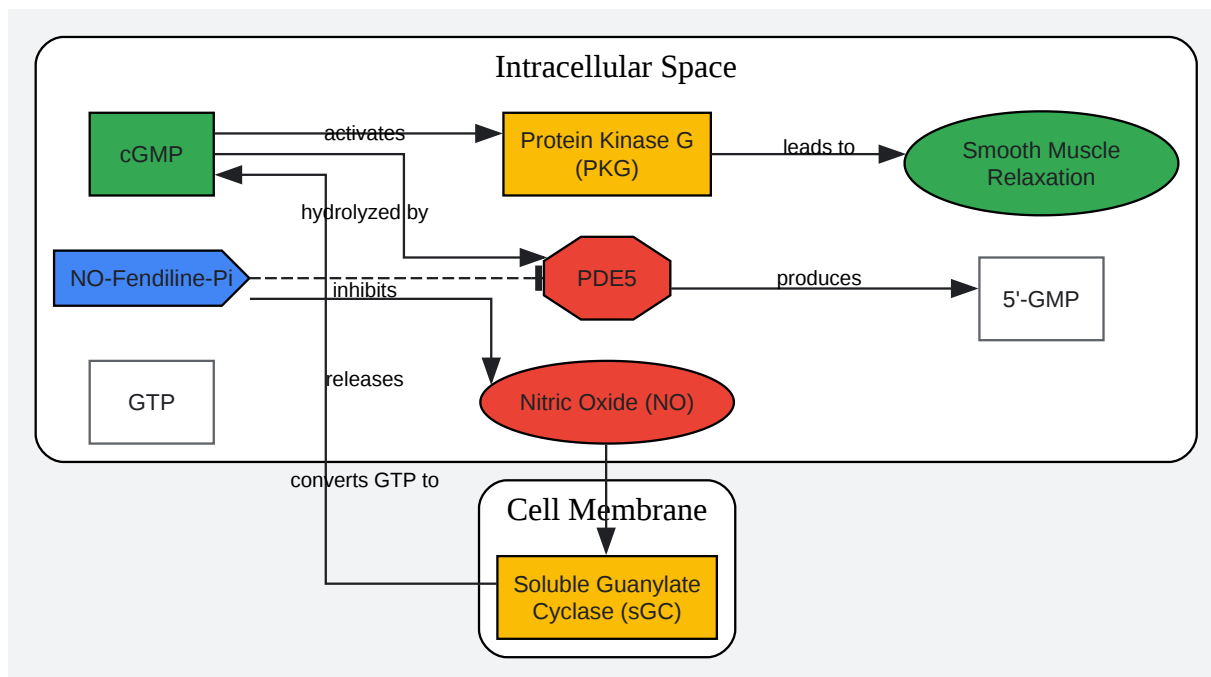 Intracellular Space
cGMP
activates
Protein Kinase G
(PKG)
leads to
Smooth Muscle
Relaxation
hydrolyzed by
NO-Fendiline-Pi
inhibits
PDE5
produces
5'-GMP
GTP
releases
Nitric Oxide (NO)
converts GTP to
Cell Membrane
Soluble Guanylate
Cyclase (sGC)